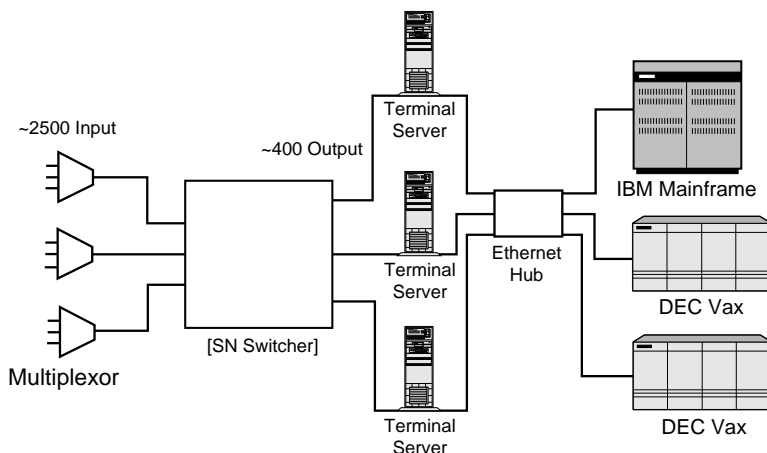 ~2500 Input
Multiplexor
[SN Switcher]
~400 Output
Terminal
Server
Terminal
Server
Terminal
Server
Ethernet
Hub
IBM Mainframe
DEC Vax
DEC Vax